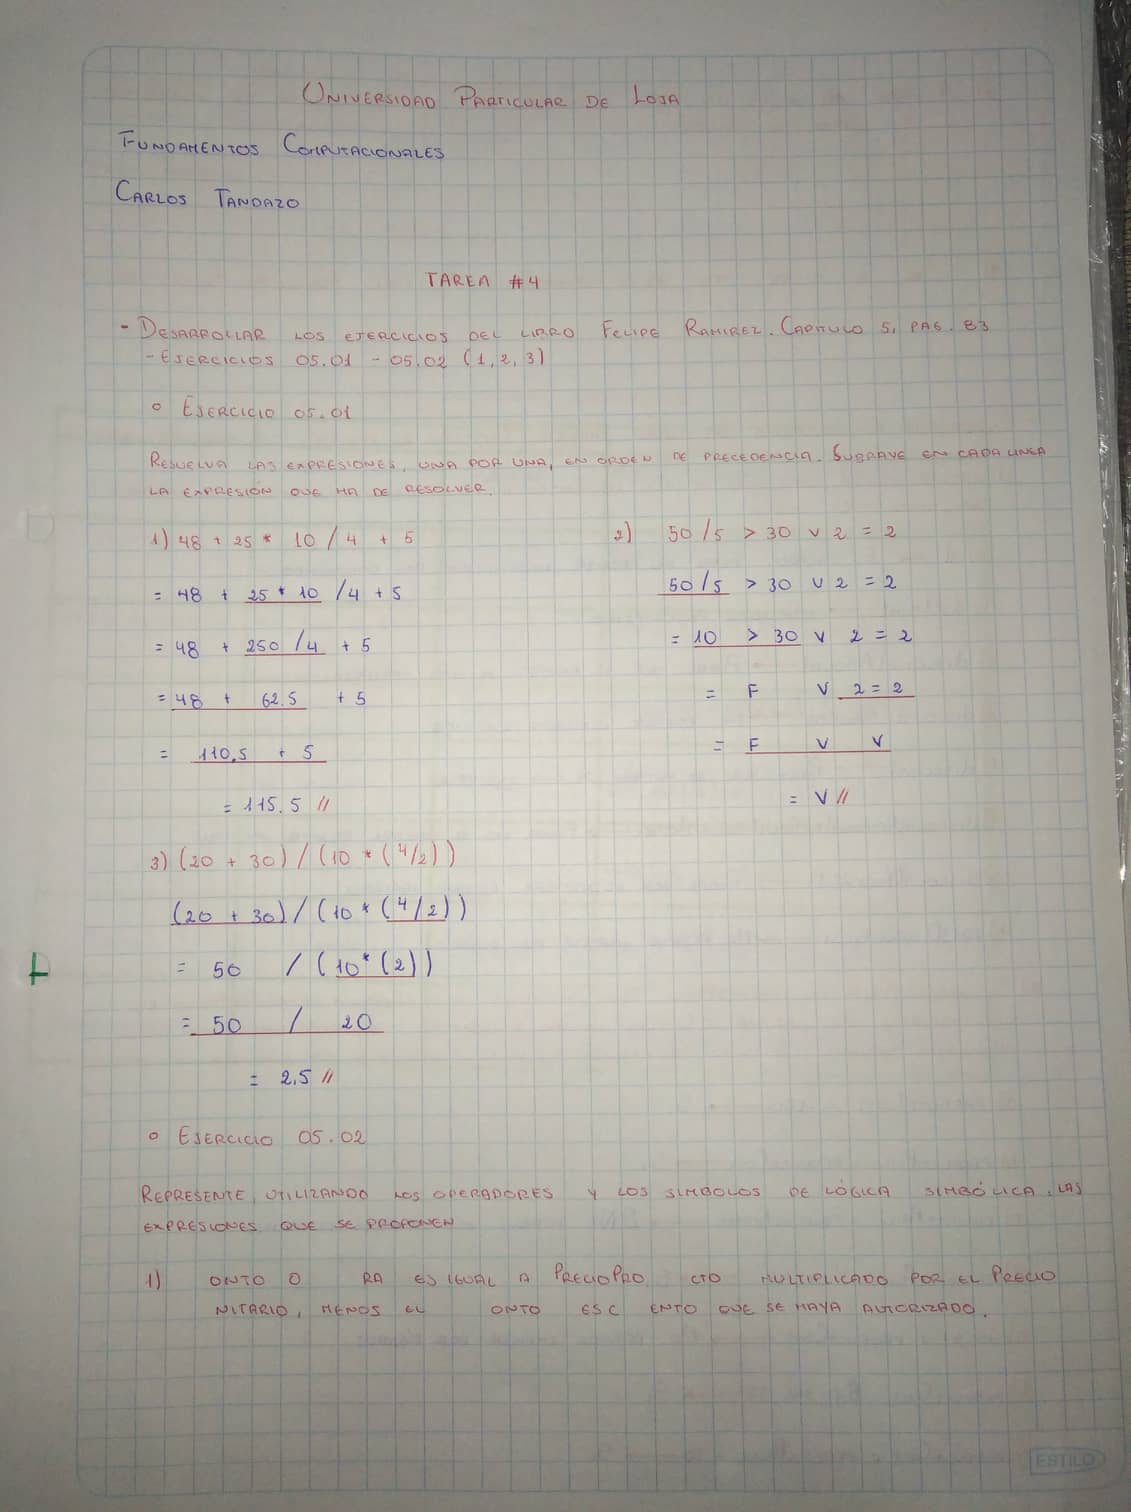 UNIVERSIDAD PARTICULAR DE LOJA
FUNDAMENTOS COMPUTACIONALES
CARLOS TANDAZO
TAREA #4
- DESARROLLAR LOS EJERCICIOS DEL LIBRO FELIPE RAMIREZ. CAPITULO 5, PAG. 83
- EJERCICIOS 05.01 - 05.02 (1, 2, 3)
○ EJERCICIO 05.01
RESUELVA LAS EXPRESIONES, UNA POR UNA, EN ORDEN DE PRECEDENCIA. SUBRAYE EN CADA LINEA
LA EXPRESIÓN QUE HA DE RESOLVER.
1) 48 + 25 * 10 / 4 + 5
= 48 + 25 * 10 / 4 + 5
= 48 + 250 / 4 + 5
= 48 + 62.5 + 5
= 110,5 + 5
= 115.5 //
2) 50 / 5 > 30 v 2 = 2
50 / 5 > 30 v 2 = 2
= 10 > 30 v 2 = 2
= F v 2 = 2
= F v V
= V //
3) (20 + 30) / (10 * (4/2))
(20 + 30) / (10 * (4/2))
= 50 / (10 * (2))
= 50 / 20
= 2,5 //
○ EJERCICIO 05.02
REPRESENTE, UTILIZANDO LOS OPERADORES Y LOS SIMBOLOS DE LÓGICA SIMBÓLICA, LAS
EXPRESIONES QUE SE PROPONEN
1) ONTO O RA ES IGUAL A PRECIOPRO CTO MULTIPLICADO POR EL PRECIO
NITARIO, MENOS EL ONTO ESC ENTO QUE SE HAYA AUTORIZADO.
ESTILO